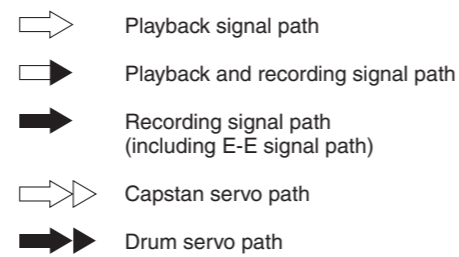 Playback signal path
Playback and recording signal path
Recording signal path
(including E-E signal path)
Capstan servo path
Drum servo path